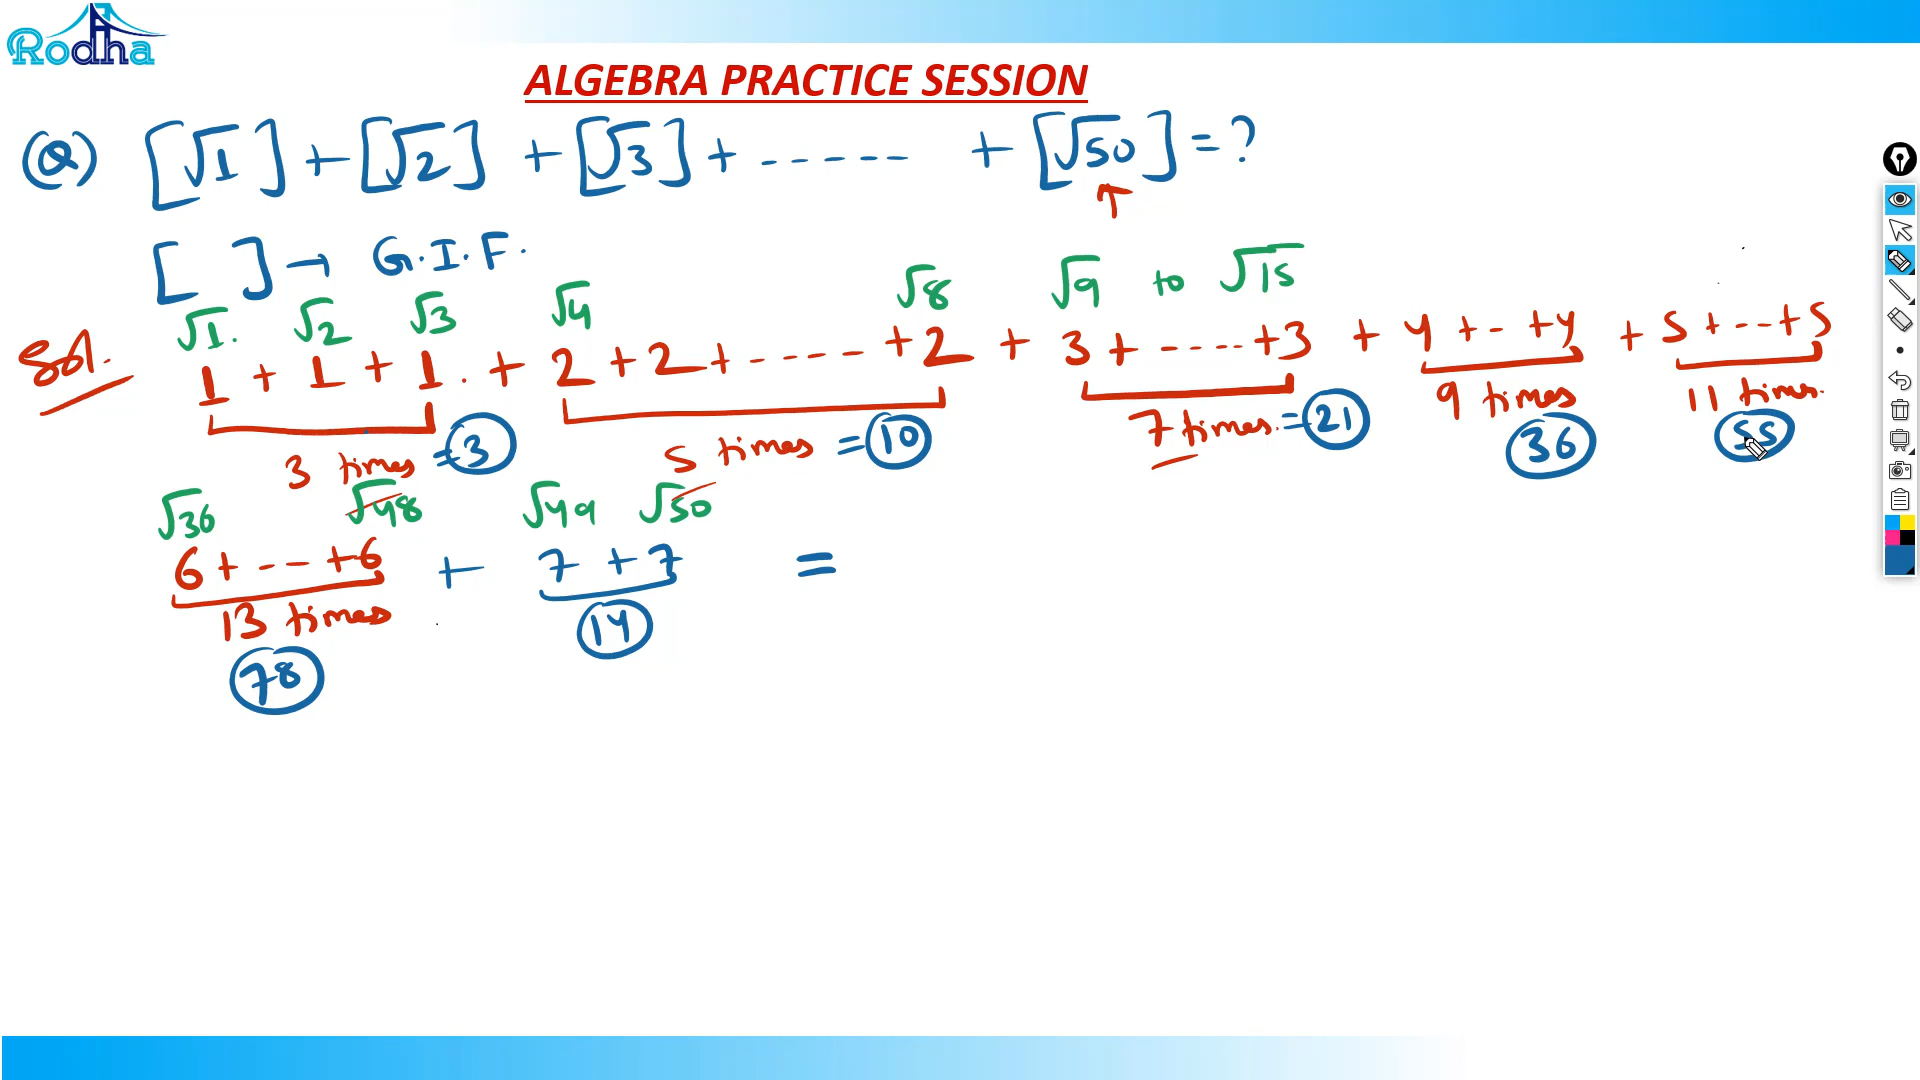 Rodha
ALGEBRA PRACTICE SESSION
(Q) [√1] + [√2] + [√3] + ------ + [√50] = ?
↑
[ ] → G.I.F.
√1. √2 √3 √4 √8 √9 to √15
Sol. 1 + 1 + 1. + 2 + 2 + ---- + 2 + 3 + ----- + 3 + 4 + -- + 4 + 5 + --- + 5
3 times = 3 5 times = 10 7 times. = 21 9 times 11 times.
36 55
√36 √48 √49 √50
6 + --- + 6 + 7 + 7 =
13 times 14
78